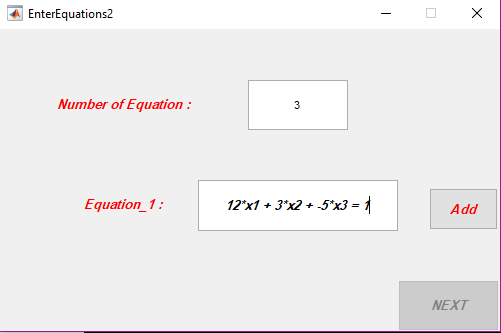 EnterEquations2
Number of Equation :
3
Equation_1 :
12*x1 + 3*x2 + -5*x3 = 1
Add
NEXT